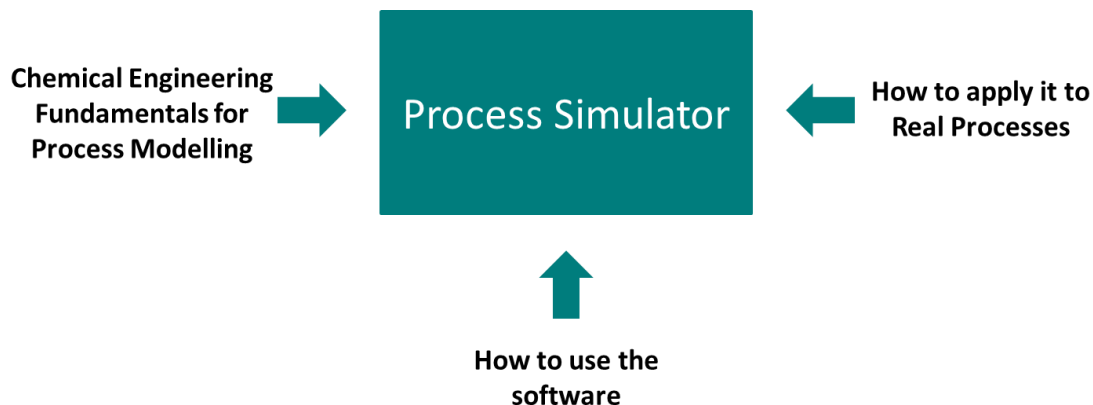 Chemical Engineering
Fundamentals for
Process Modelling
Process Simulator
How to apply it to
Real Processes
How to use the
software